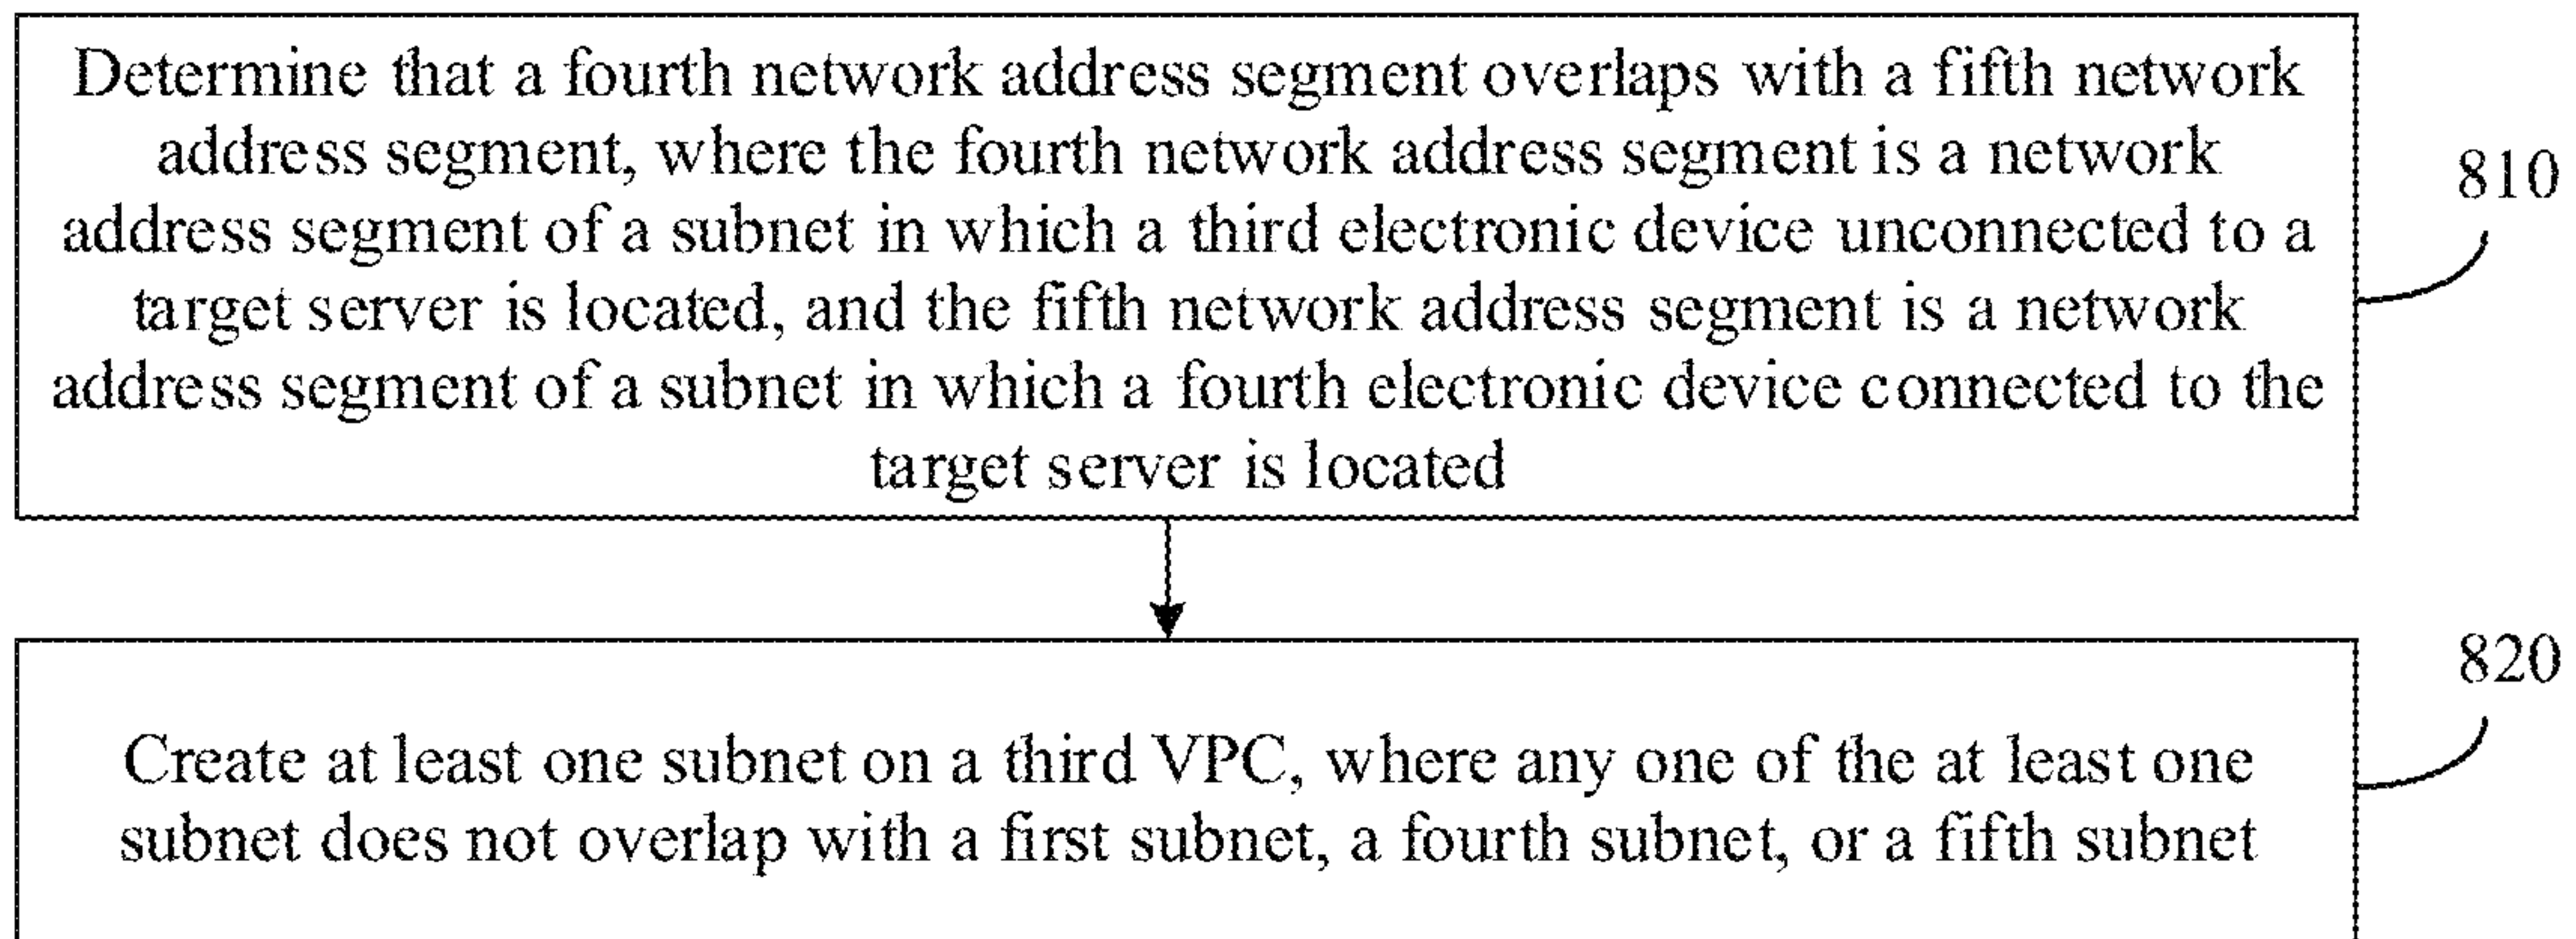 Determine that a fourth network address segment overlaps with a fifth network
address segment, where the fourth network address segment is a network
address segment of a subnet in which a third electronic device unconnected to a
target server is located, and the fifth network address segment is a network
address segment of a subnet in which a fourth electronic device connected to the
target server is located
810
820
Create at least one subnet on a third VPC, where any one of the at least one
subnet does not overlap with a first subnet, a fourth subnet, or a fifth subnet